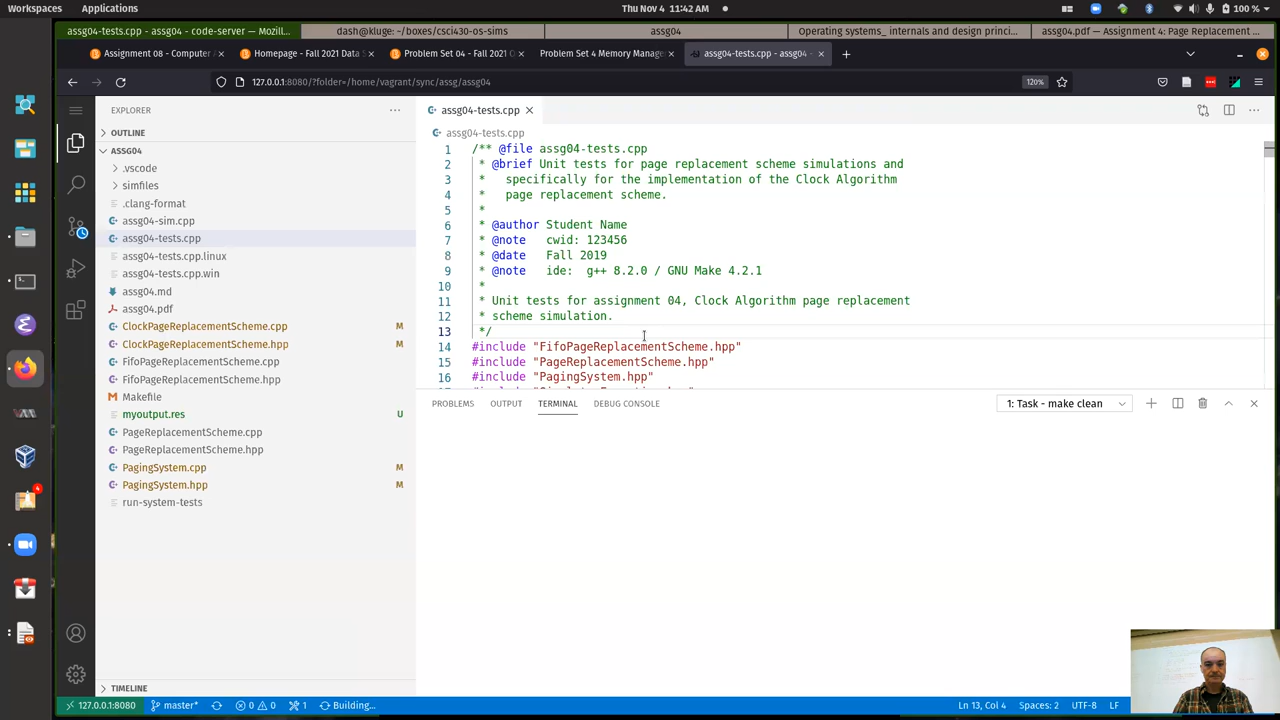 Workspaces Applications Thu Nov 4 11:42 AM 100 %
assg04-tests.cpp - assg04 - code-server — Mozill… dash@kluge: ~/boxes/csci430-os-sims assg04 Operating systems_ internals and design princi… assg04.pdf — Assignment 4: Page Replacement …
Assignment 08 - Computer A Homepage - Fall 2021 Data S Problem Set 04 - Fall 2021 O Problem Set 4 Memory Manag assg04-tests.cpp - assg04 -
127.0.0.1:8080/?folder=/home/vagrant/sync/assg/assg04 120%
EXPLORER
OUTLINE
ASSG04
.vscode
simfiles
.clang-format
assg04-sim.cpp
assg04-tests.cpp
assg04-tests.cpp.linux
assg04-tests.cpp.win
assg04.md
assg04.pdf
ClockPageReplacementScheme.cpp M
ClockPageReplacementScheme.hpp M
FifoPageReplacementScheme.cpp
FifoPageReplacementScheme.hpp
Makefile
myoutput.res U
PageReplacementScheme.cpp
PageReplacementScheme.hpp
PagingSystem.cpp M
PagingSystem.hpp M
run-system-tests
TIMELINE
4
assg04-tests.cpp
assg04-tests.cpp
1 /** @file assg04-tests.cpp
2 * @brief Unit tests for page replacement scheme simulations and
3 * specifically for the implementation of the Clock Algorithm
4 * page replacement scheme.
5 *
6 * @author Student Name
7 * @note cwid: 123456
8 * @date Fall 2019
9 * @note ide: g++ 8.2.0 / GNU Make 4.2.1
10 *
11 * Unit tests for assignment 04, Clock Algorithm page replacement
12 * scheme simulation.
13 */
14 #include "FifoPageReplacementScheme.hpp"
15 #include "PageReplacementScheme.hpp"
16 #include "PagingSystem.hpp"
PROBLEMS OUTPUT TERMINAL DEBUG CONSOLE 1: Task - make clean
127.0.0.1:8080 master* 0 0 1 Building... Ln 13, Col 4 Spaces: 2 UTF-8 LF